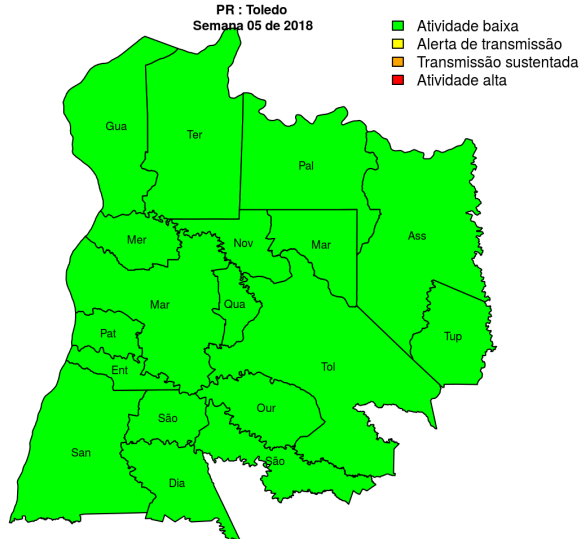 PR : Toledo
Semana 05 de 2018
Atividade baixa
Alerta de transmissão
Transmissão sustentada
Atividade alta
Gua
Ter
Pal
Mer
Nov
Mar
Ass
Mar
Qua
Pat
Tup
Ent
Tol
São
Our
San
São
Dia